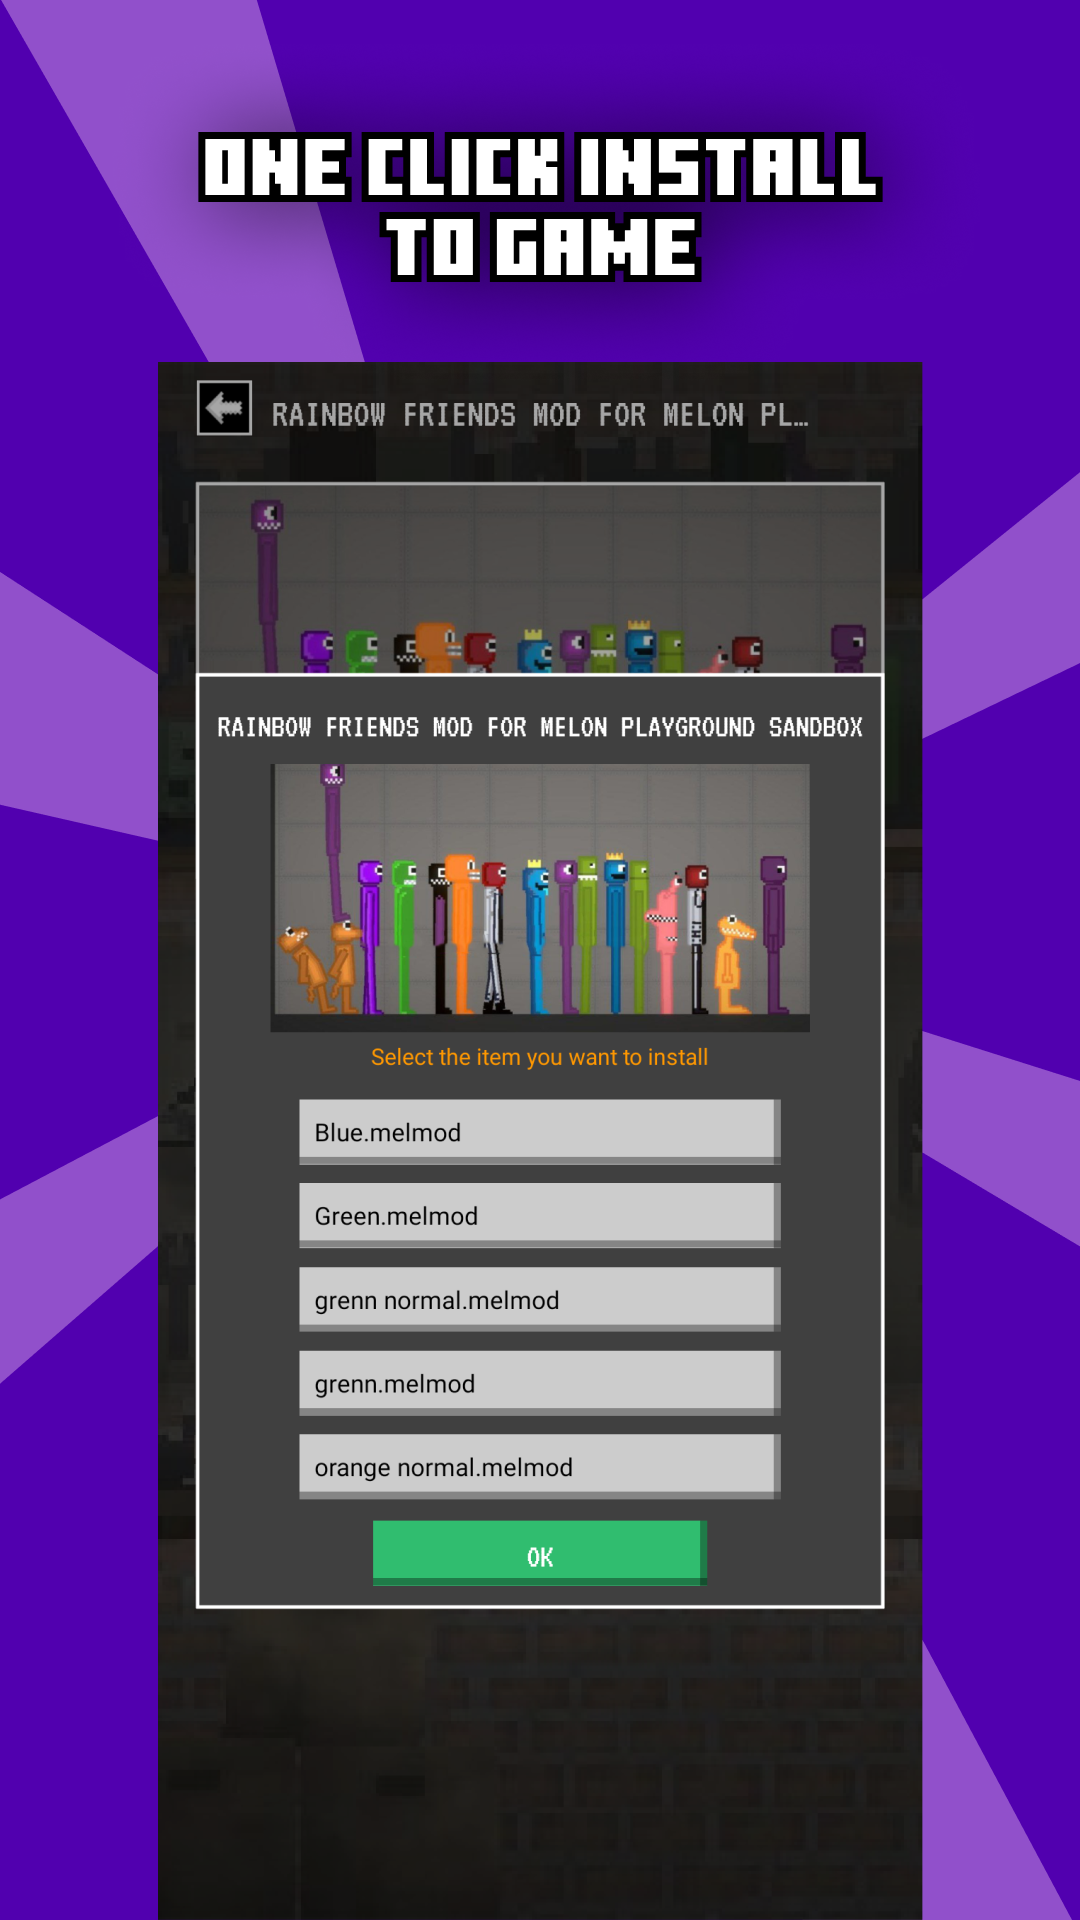 ONE CLICK INSTALL
TO GAME
RAINBOW FRIENDS MOD FOR MELON PL...
RAINBOW FRIENDS MOD FOR MELON PLAYGROUND SANDBOX
Select the item you want to install
Blue.melmod
Green.melmod
grenn normal.melmod
grenn.melmod
orange normal.melmod
OK